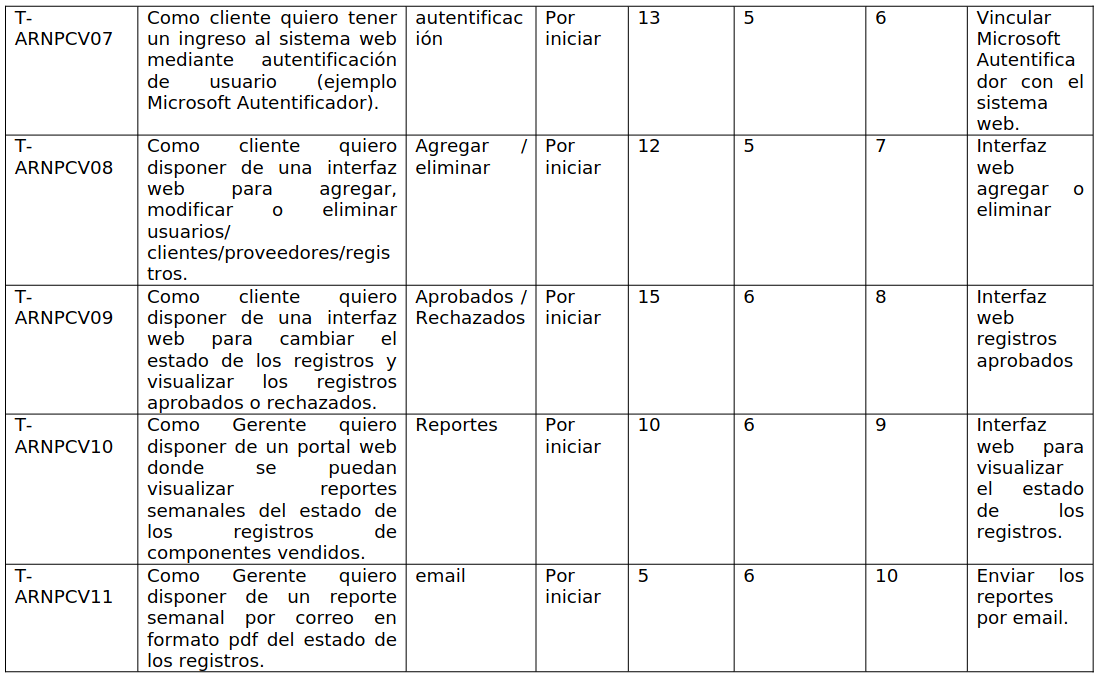 T-
ARNPCV07
Como cliente quiero tener
un ingreso al sistema web
mediante autentificación
de usuario (ejemplo
Microsoft Autentificador).
autentificac
ión
Por
iniciar
13
5
6
Vincular
Microsoft
Autentifica
dor con el
sistema
web.
T-
ARNPCV08
Como cliente quiero
disponer de una interfaz
web para agregar,
modificar o eliminar
usuarios/
clientes/proveedores/regis
tros.
Agregar /
eliminar
Por
iniciar
12
5
7
Interfaz
web
agregar o
eliminar
T-
ARNPCV09
Como cliente quiero
disponer de una interfaz
web para cambiar el
estado de los registros y
visualizar los registros
aprobados o rechazados.
Aprobados /
Rechazados
Por
iniciar
15
6
8
Interfaz
web
registros
aprobados
T-
ARNPCV10
Como Gerente quiero
disponer de un portal web
donde se puedan
visualizar reportes
semanales del estado de
los registros de
componentes vendidos.
Reportes
Por
iniciar
10
6
9
Interfaz
web para
visualizar
el estado
de los
registros.
T-
ARNPCV11
Como Gerente quiero
disponer de un reporte
semanal por correo en
formato pdf del estado de
los registros.
email
Por
iniciar
5
6
10
Enviar los
reportes
por email.